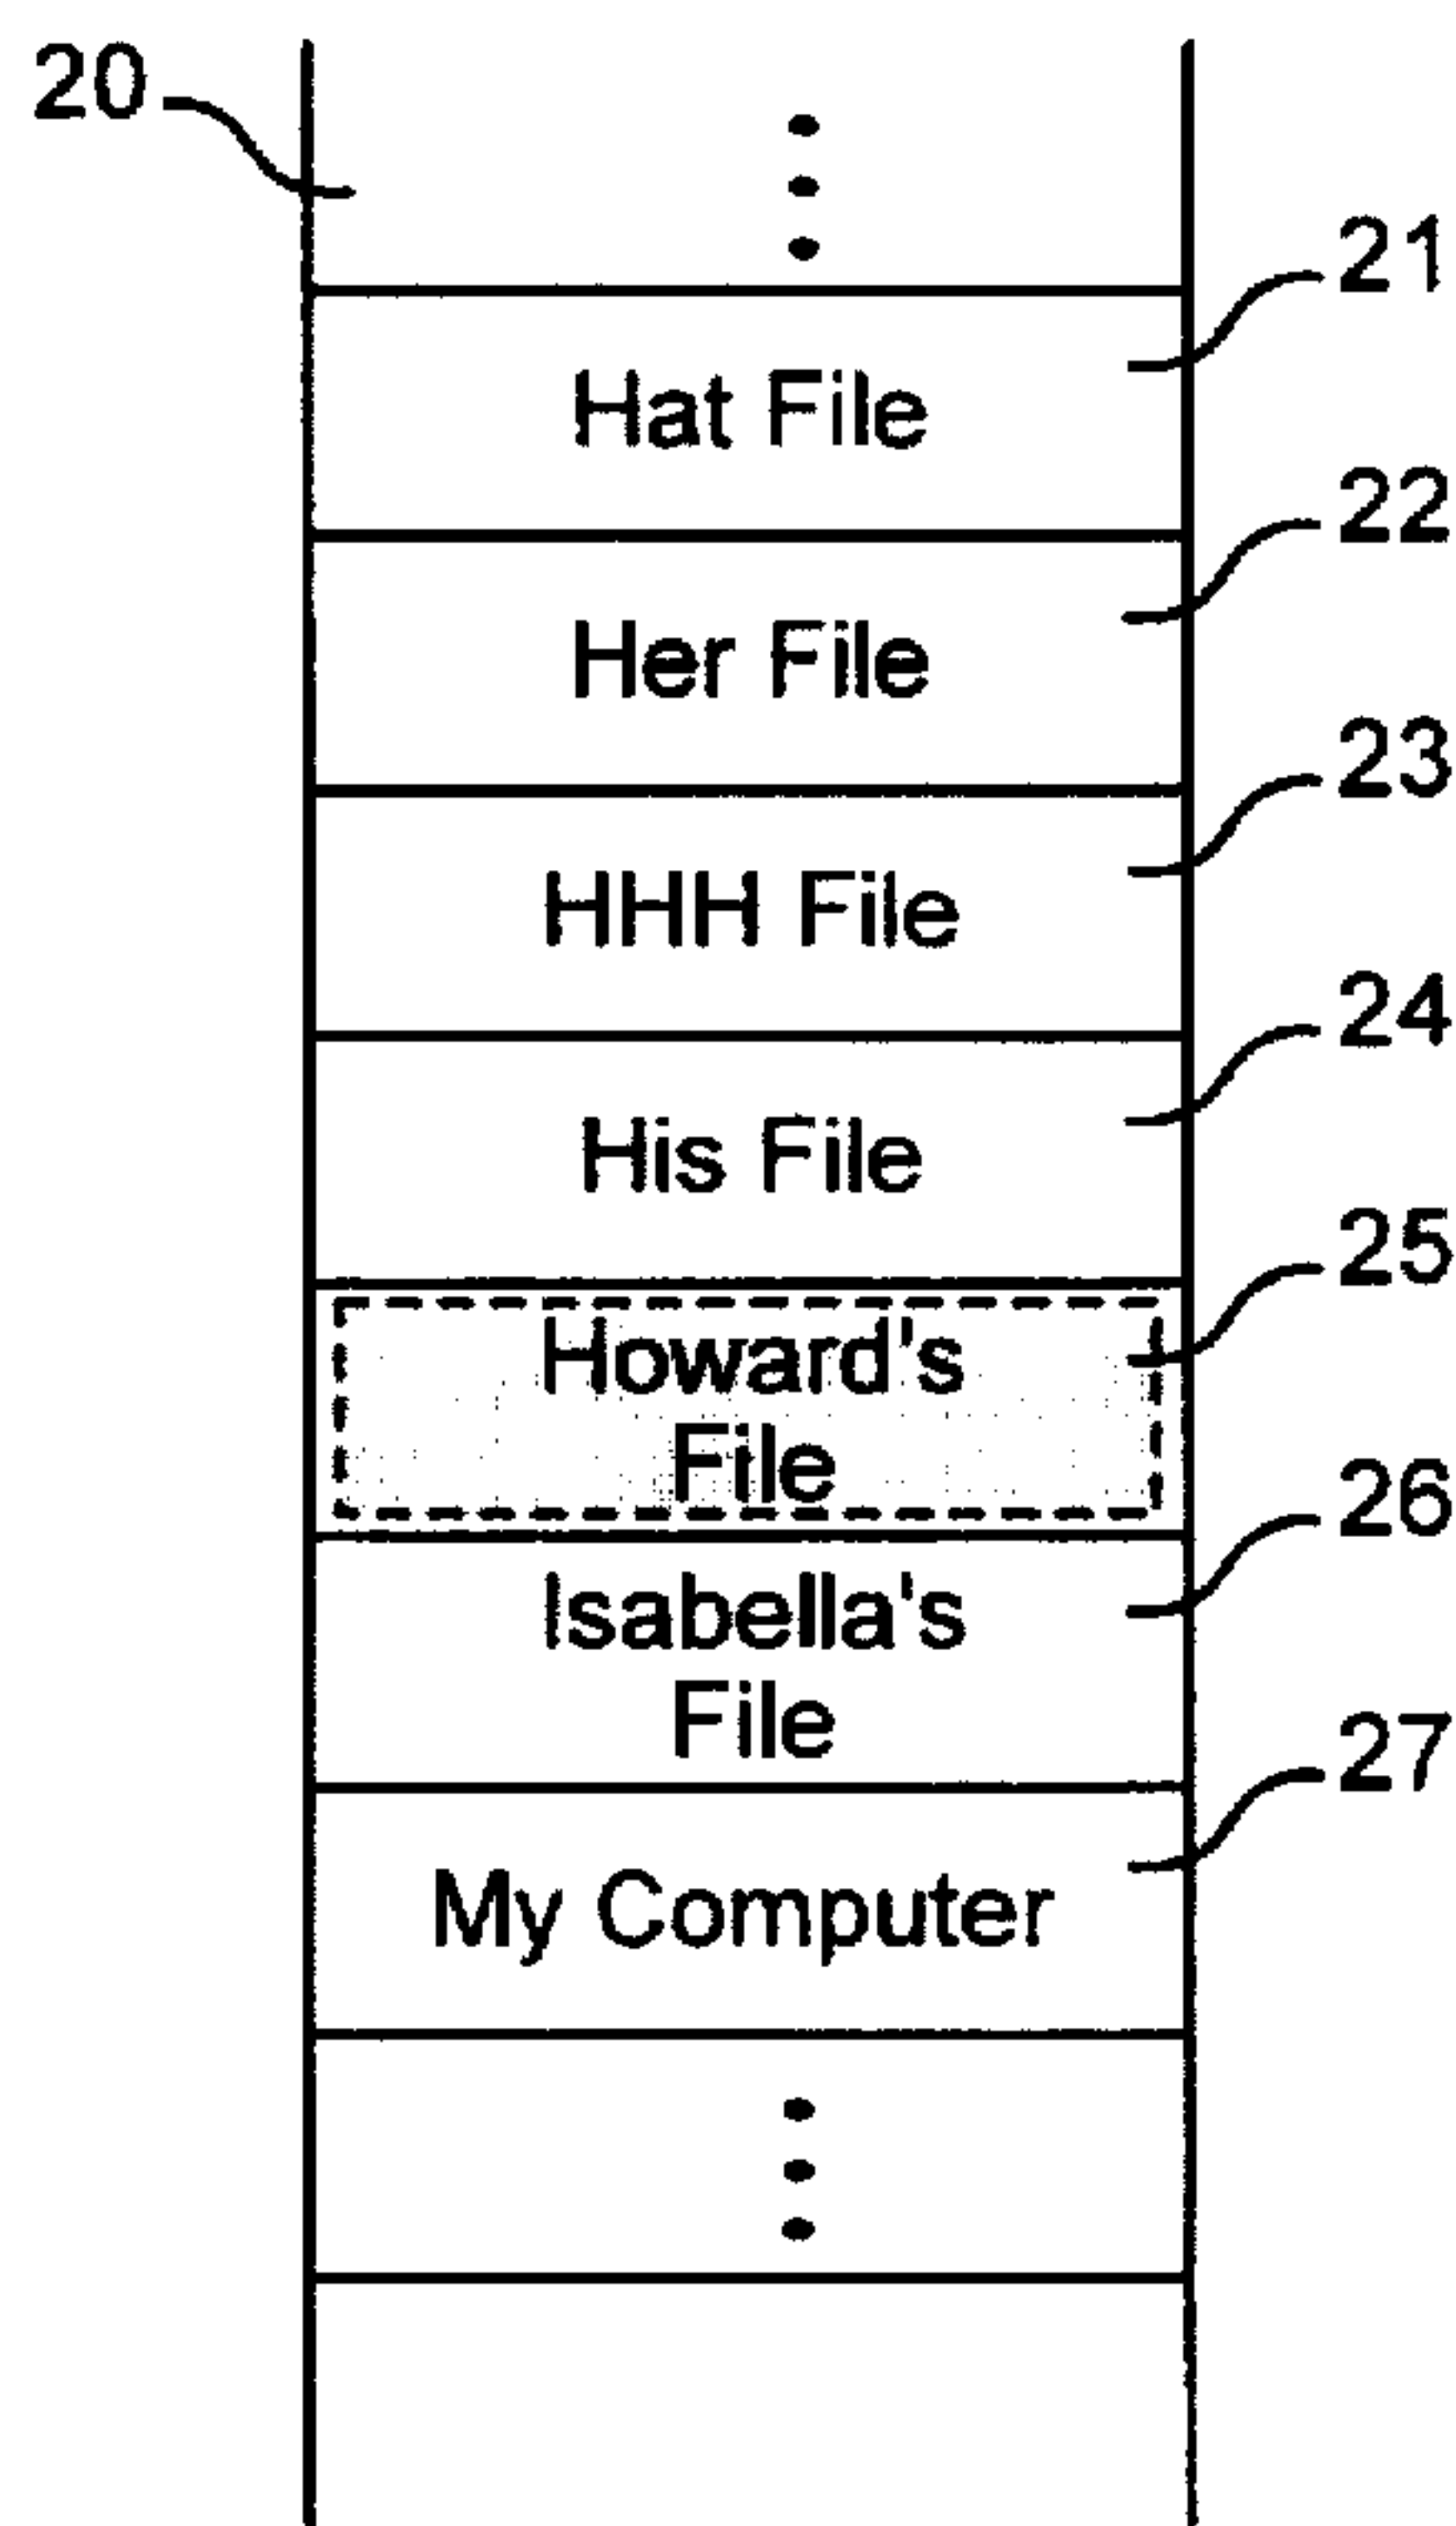 20
21
Hat File
22
Her File
23
HHH File
24
His File
25
Howard's
File
26
Isabella's
File
27
My Computer